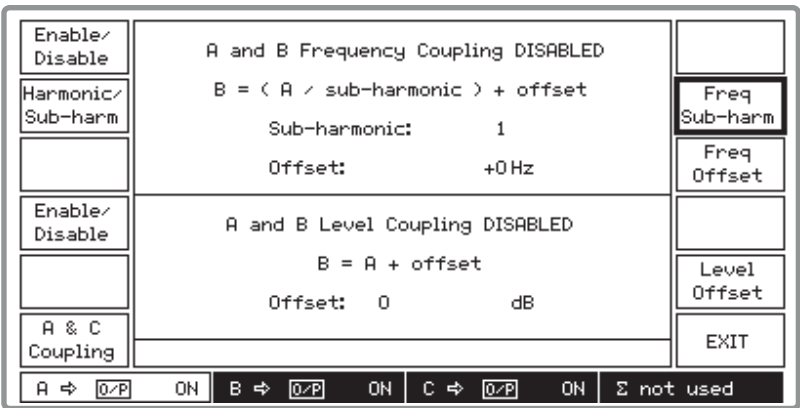 Enable/
Disable
Harmonic/
Sub-harm
Enable/
Disable
A & C
Coupling
A and B Frequency Coupling DISABLED
B = ( A / sub-harmonic ) + offset
Sub-harmonic: 1
Offset: +0Hz
A and B Level Coupling DISABLED
B = A + offset
Offset: 0 dB
Freq
Sub-harm
Freq
Offset
Level
Offset
EXIT
A ⇨ O/P ON B ⇨ O/P ON C ⇨ O/P ON Σ not used